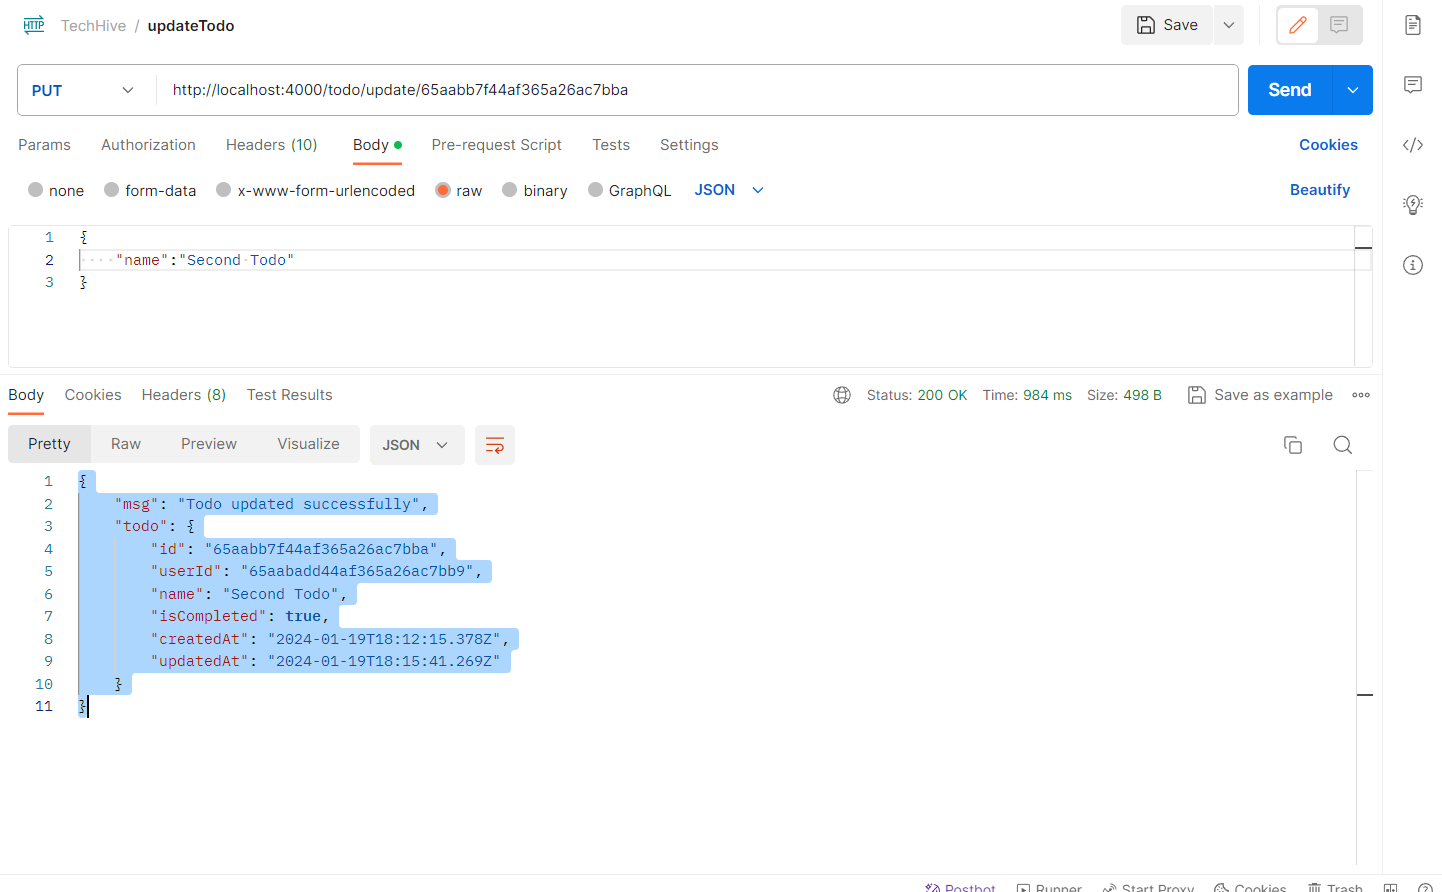 HTTP TechHive / updateTodo Save
PUT http://localhost:4000/todo/update/65aabb7f44af365a26ac7bba Send
Params Authorization Headers (10) Body Pre-request Script Tests Settings Cookies
none form-data x-www-form-urlencoded raw binary GraphQL JSON Beautify
1 {
2 "name":"Second Todo"
3 }
Body Cookies Headers (8) Test Results Status: 200 OK Time: 984 ms Size: 498 B Save as example
Pretty Raw Preview Visualize JSON
1 {
2 "msg": "Todo updated successfully",
3 "todo": {
4 "id": "65aabb7f44af365a26ac7bba",
5 "userId": "65aabadd44af365a26ac7bb9",
6 "name": "Second Todo",
7 "isCompleted": true,
8 "createdAt": "2024-01-19T18:12:15.378Z",
9 "updatedAt": "2024-01-19T18:15:41.269Z"
10 }
11 }
Postbot Runner Start Proxy Cookies Trash